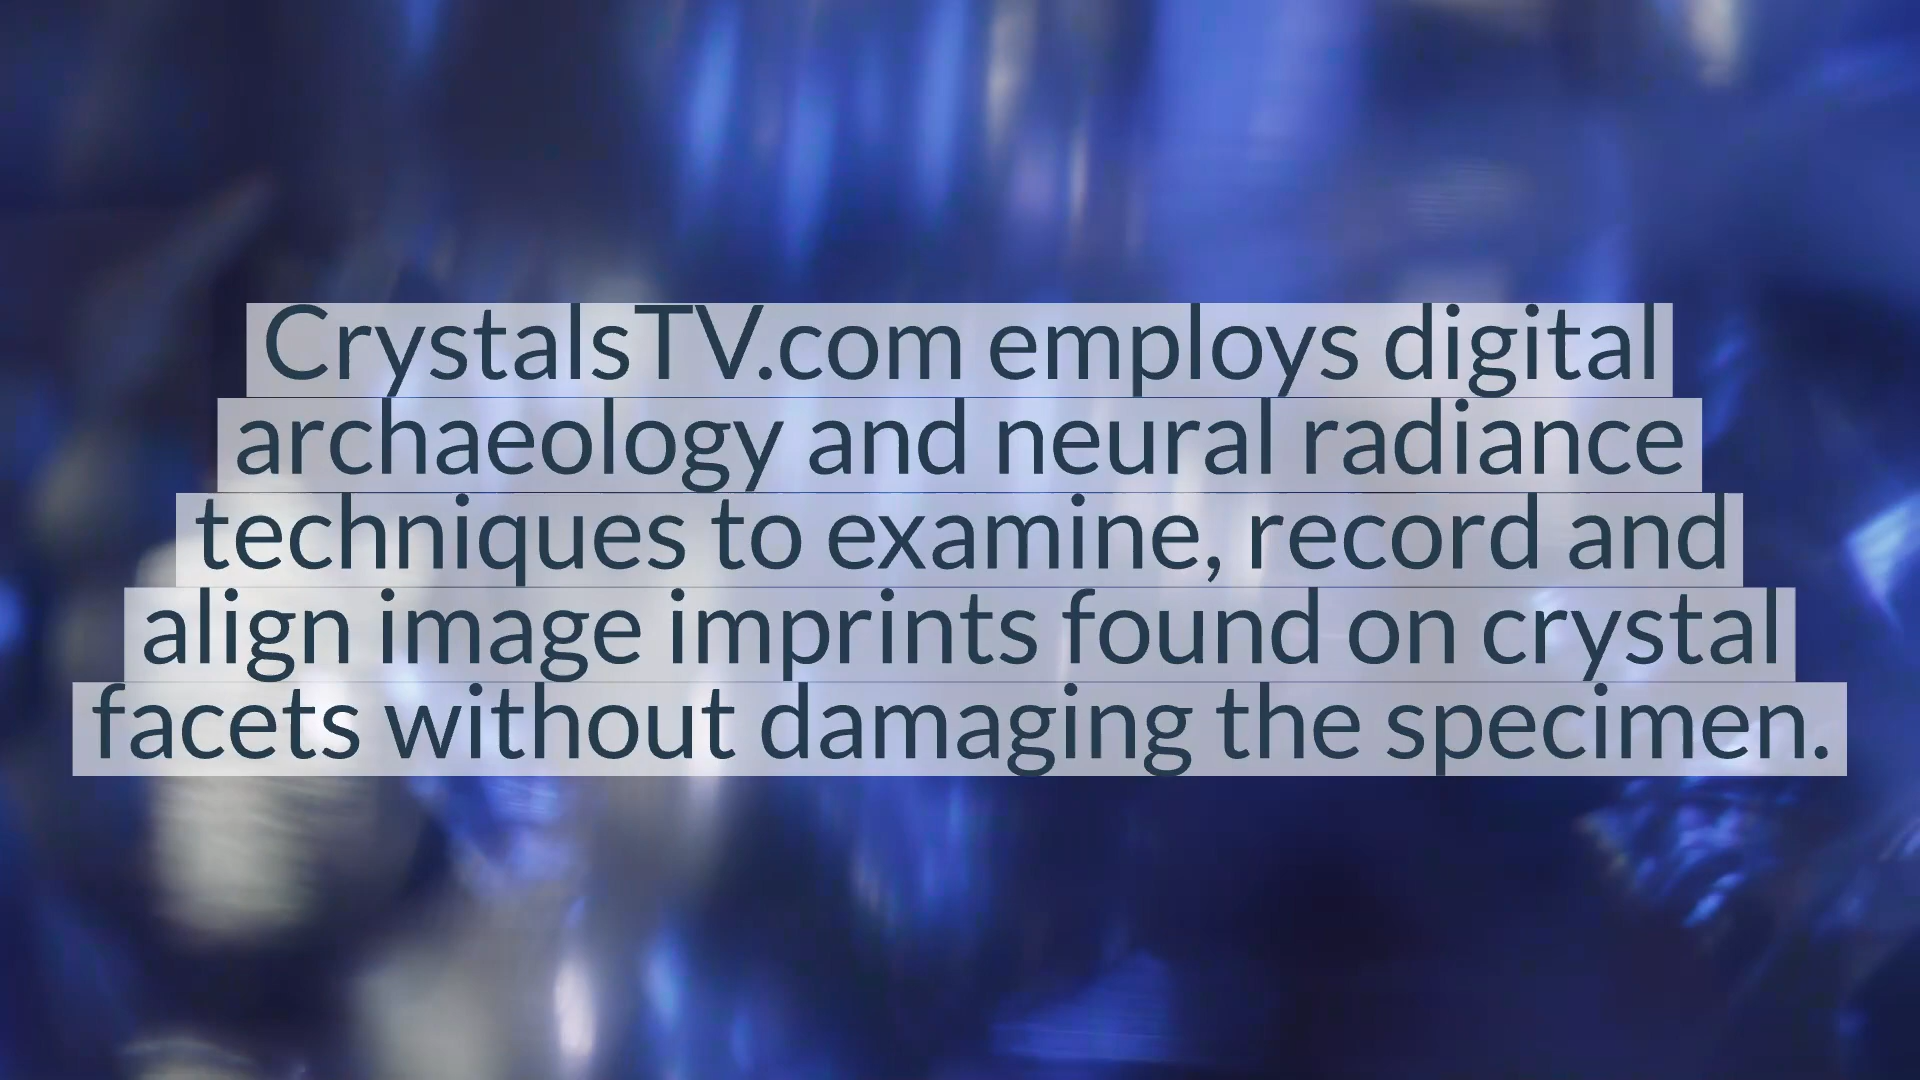 CrystalsTV.com employs digital
archaeology and neural radiance
techniques to examine, record and
align image imprints found on crystal
facets without damaging the specimen.